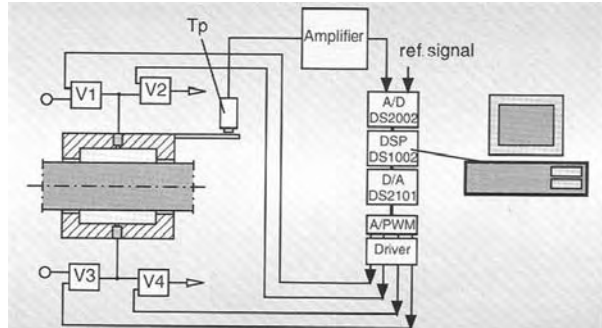 Tp
Amplifier
ref. signal
V1
V2
A/D
DS2002
DSP
DS1002
D/A
DS2101
A/PWM
Driver
V3
V4